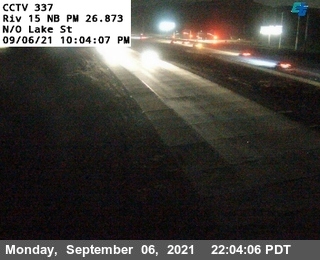 CCTV 337
Riv 15 NB PM 26.873
N/O Lake St
09/06/21 10:04:07 PM
Monday, September 06, 2021 22:04:06 PDT